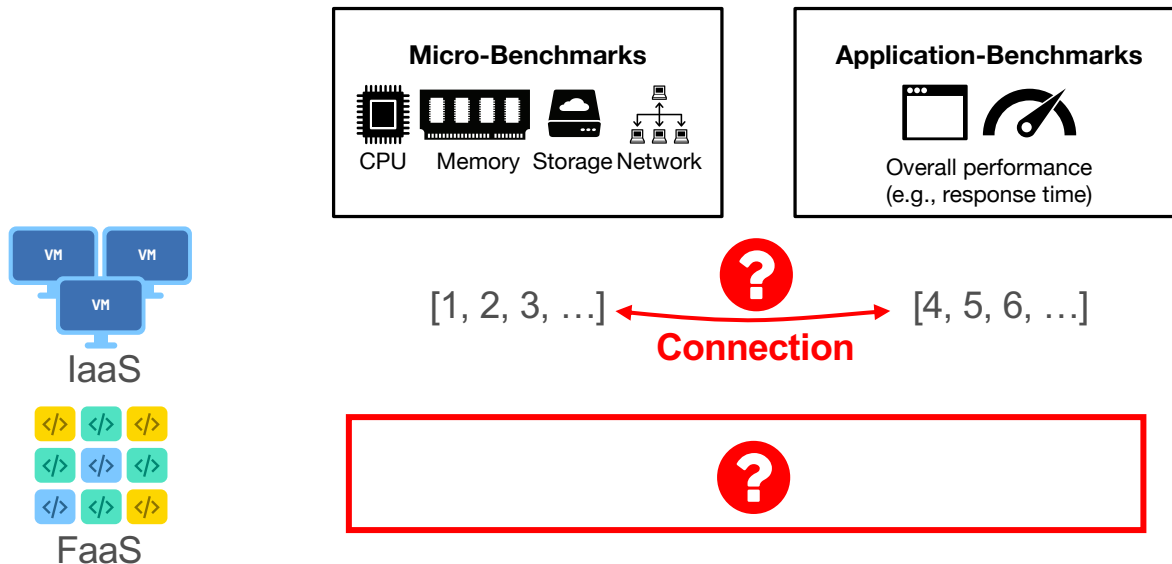 Micro-Benchmarks
CPU Memory Storage Network
Application-Benchmarks
Overall performance
(e.g., response time)
VM VM
VM
IaaS
?
[1, 2, 3, …] [4, 5, 6, …]
Connection
</> </> </>
</> </> </>
</> </> </>
FaaS
?